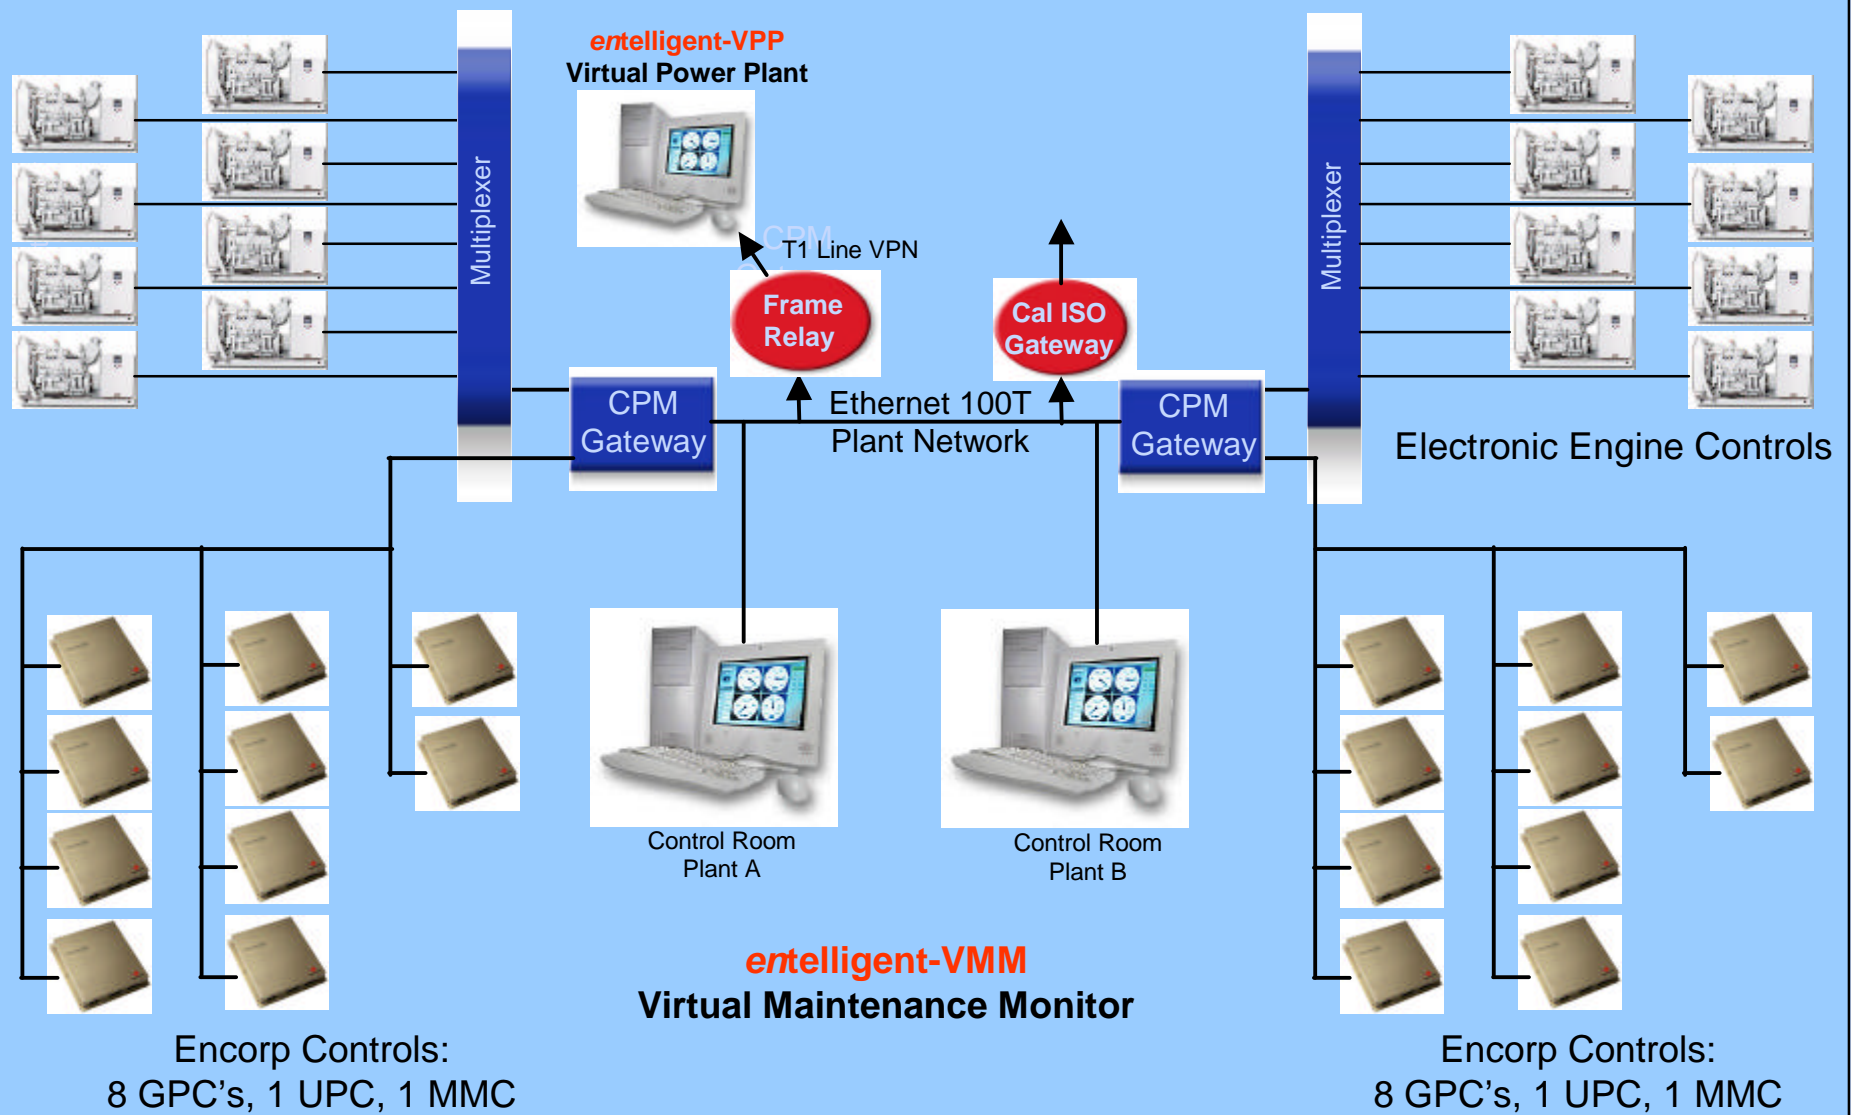 entelligent-VPP
Virtual Power Plant
Multiplexer
Multiplexer
CPM
T1 Line VPN
Frame
Relay
Cal ISO
Gateway
CPM
Gateway
Ethernet 100T
Plant Network
CPM
Gateway
Electronic Engine Controls
Control Room
Plant A
Control Room
Plant B
entelligent-VMM
Virtual Maintenance Monitor
Encorp Controls:
8 GPC's, 1 UPC, 1 MMC
Encorp Controls:
8 GPC's, 1 UPC, 1 MMC